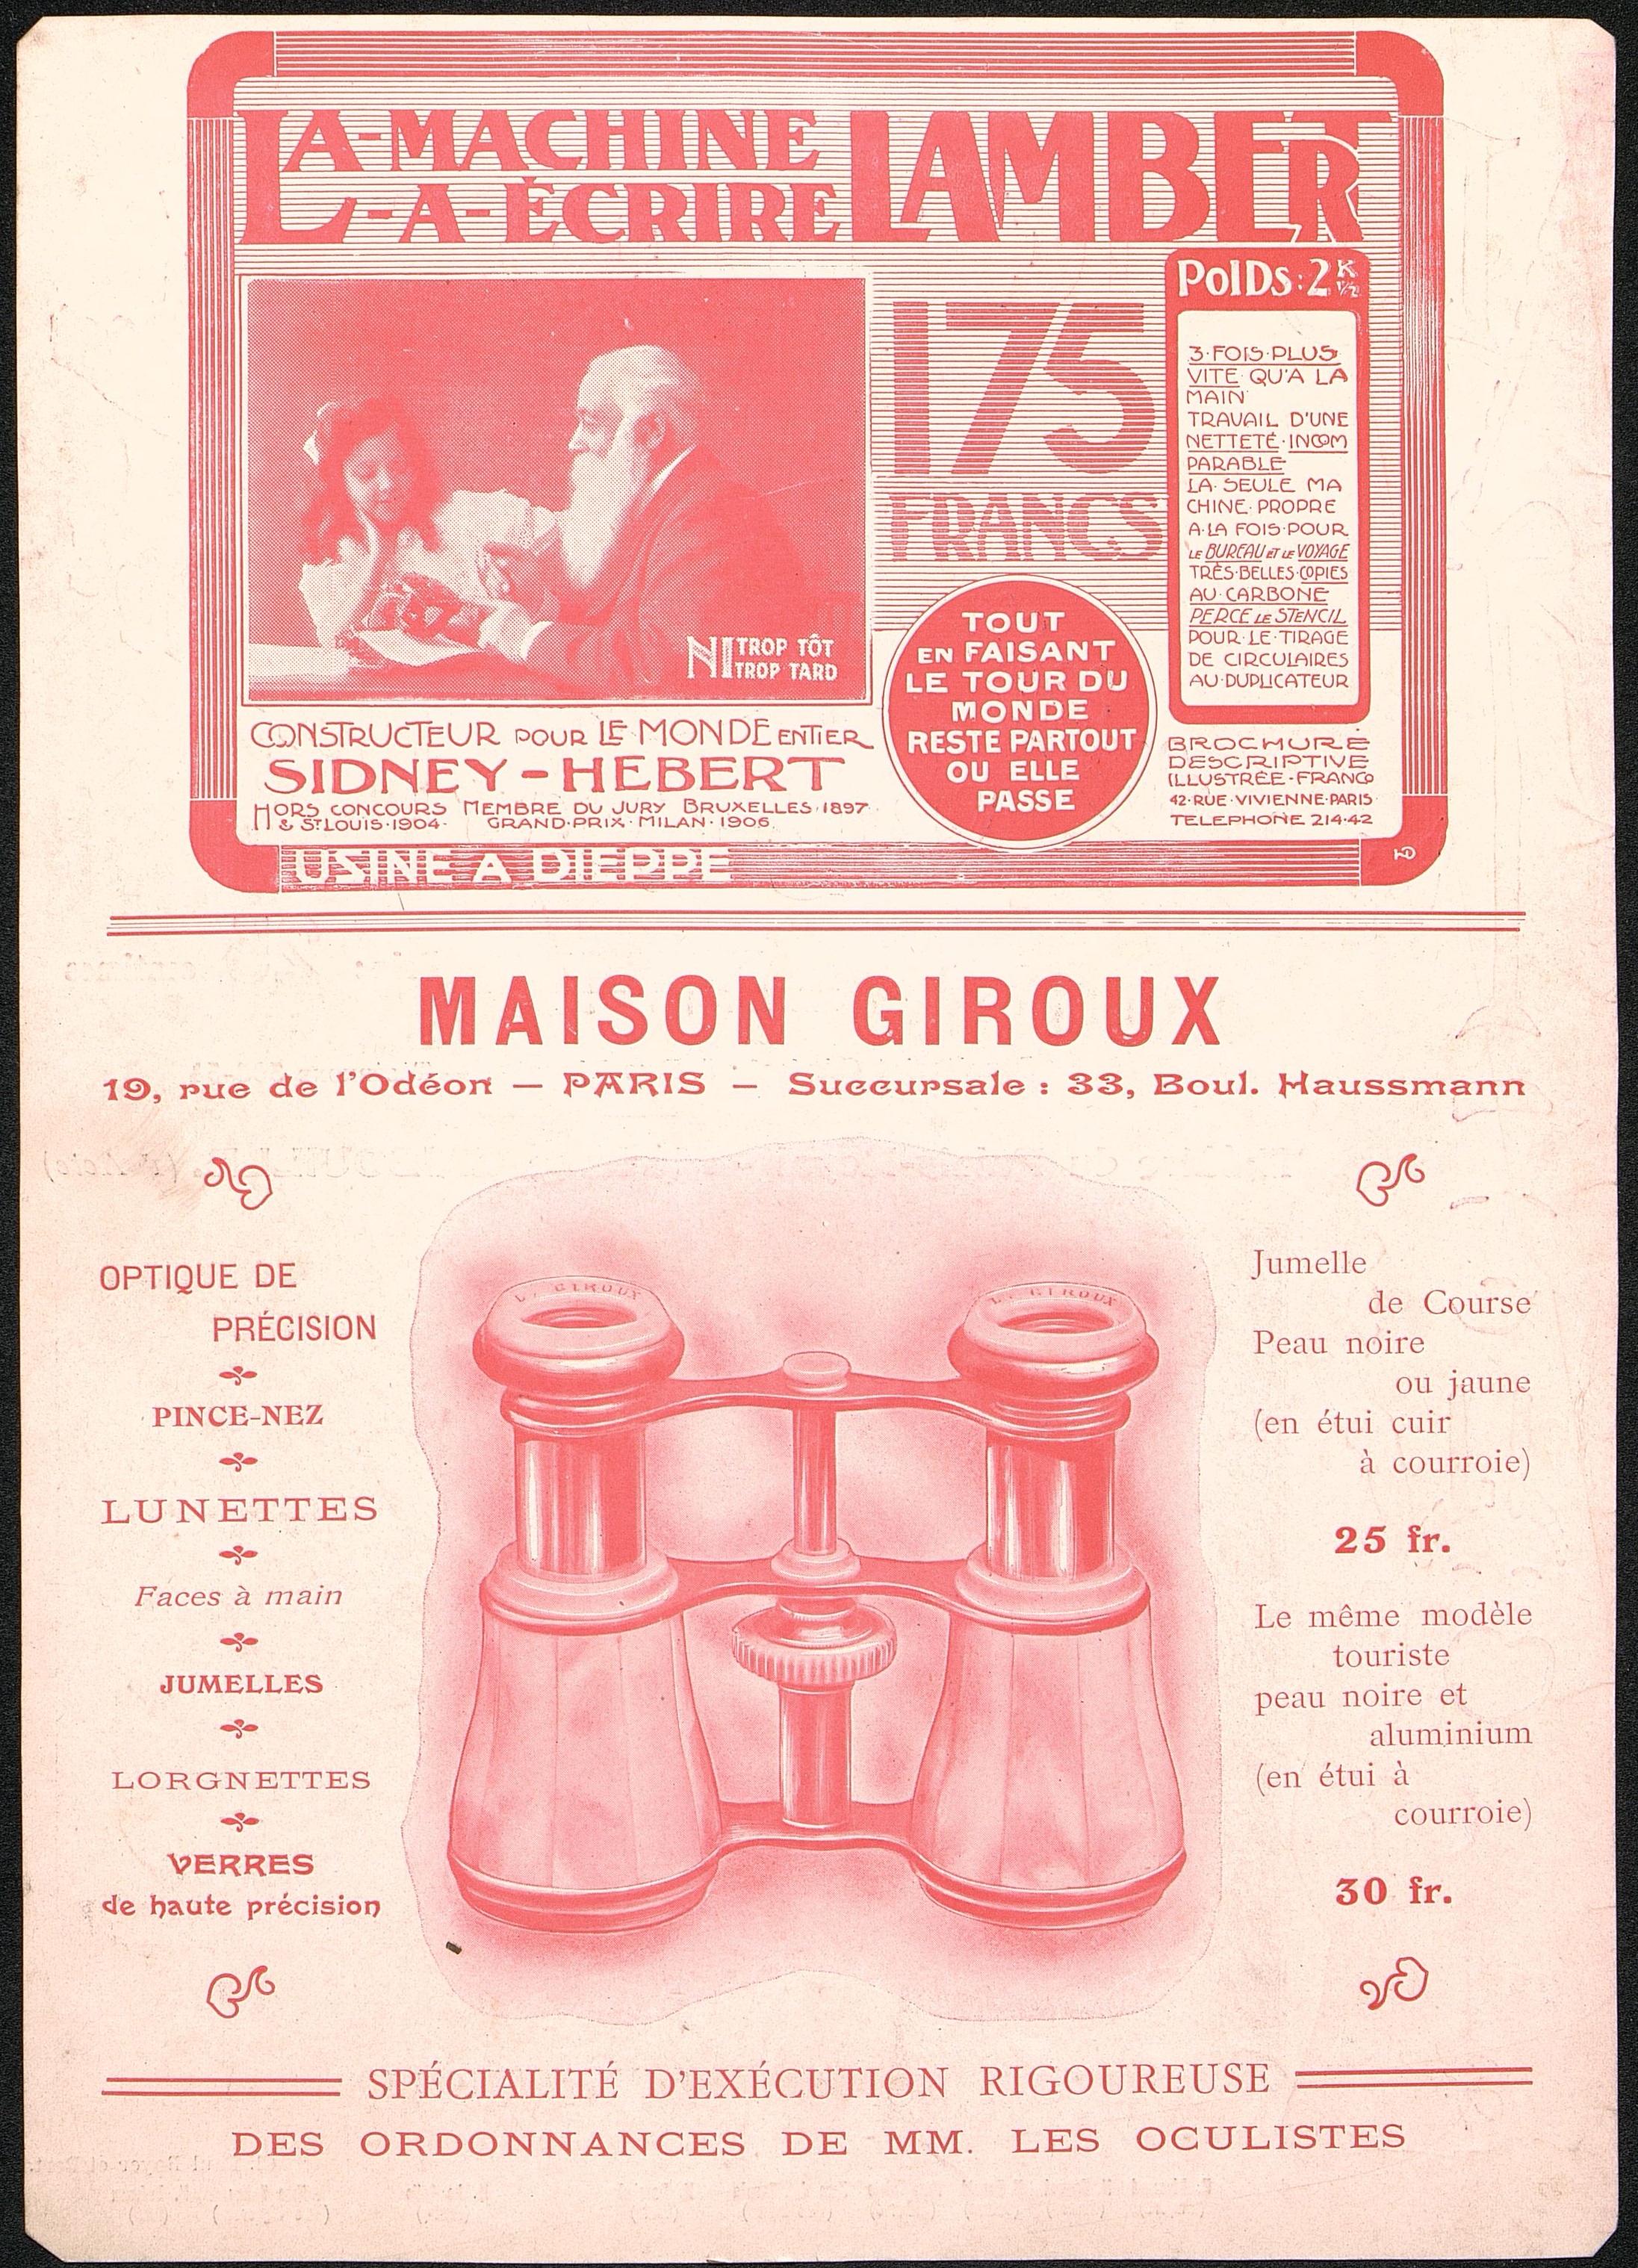 LA-MACHINE
-A-ÉCRIRE LAMBERT
NI TROP TÔT
NI TROP TARD
175
FRANCS
POIDS: 2 K 1/2
3·FOIS·PLUS
VITE QU'A LA
MAIN
TRAVAIL D'UNE
NETTETÉ·INCOM
PARABLE
LA·SEULE MA
CHINE·PROPRE
A·LA FOIS·POUR
LE BUREAU ET LE VOYAGE
TRÈS·BELLES·COPIES
AU·CARBONE
PERCE LE STENCIL
POUR·LE·TIRAGE
DE CIRCULAIRES
AU·DUPLICATEUR
TOUT
EN FAISANT
LE TOUR DU
MONDE
RESTE PARTOUT
OU ELLE
PASSE
CONSTRUCTEUR POUR LE MONDE ENTIER
SIDNEY-HEBERT
HORS CONCOURS MEMBRE DU JURY BRUXELLES·1897
& ST LOUIS·1904· GRAND·PRIX·MILAN·1906
BROCHURE
DESCRIPTIVE
ILLUSTRÉE·FRANCO
42·RUE·VIVIENNE·PARIS
TELEPHONE 214·42
USINE A DIEPPE
MAISON GIROUX
19, rue de l'Odéon — PARIS — Succursale : 33, Boul. Haussmann
OPTIQUE DE
PRÉCISION
PINCE-NEZ
LUNETTES
Faces à main
JUMELLES
LORGNETTES
VERRES
de haute précision
L. GIROUX
L. GIROUX
Jumelle
de Course
Peau noire
ou jaune
(en étui cuir
à courroie)
25 fr.
Le même modèle
touriste
peau noire et
aluminium
(en étui à
courroie)
30 fr.
SPÉCIALITÉ D'EXÉCUTION RIGOUREUSE
DES ORDONNANCES DE MM. LES OCULISTES